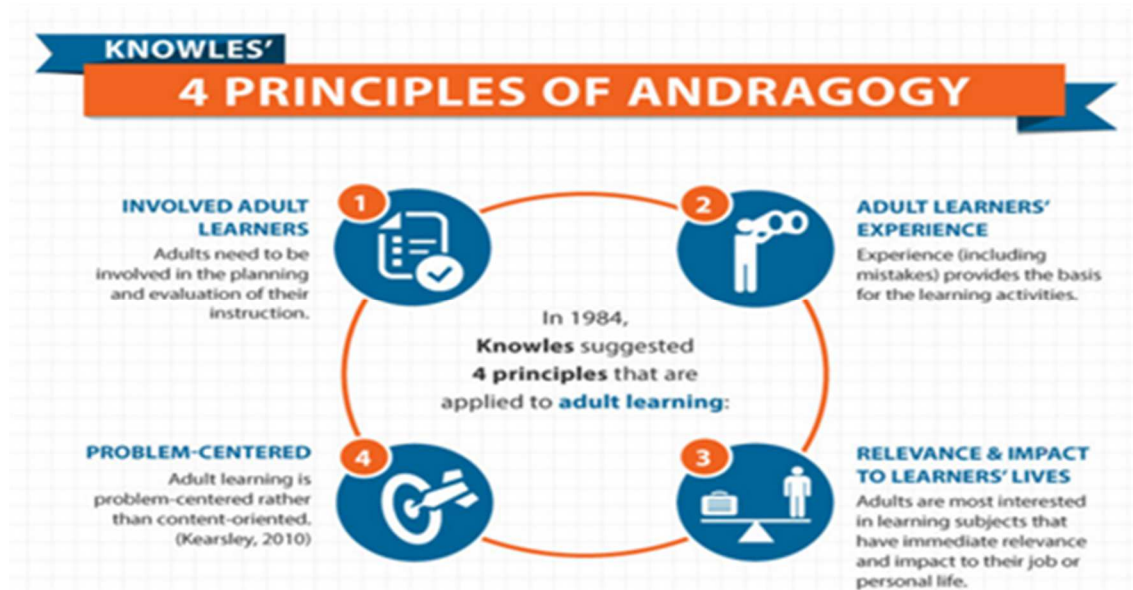 KNOWLES'
4 PRINCIPLES OF ANDRAGOGY
1
INVOLVED ADULT
LEARNERS
Adults need to be
involved in the planning
and evaluation of their
instruction.
2
ADULT LEARNERS'
EXPERIENCE
Experience (including
mistakes) provides the basis
for the learning activities.
In 1984,
Knowles suggested
4 principles that are
applied to adult learning:
4
PROBLEM-CENTERED
Adult learning is
problem-centered rather
than content-oriented.
(Kearsley, 2010)
3
RELEVANCE & IMPACT
TO LEARNERS' LIVES
Adults are most interested
in learning subjects that
have immediate relevance
and impact to their job or
personal life.